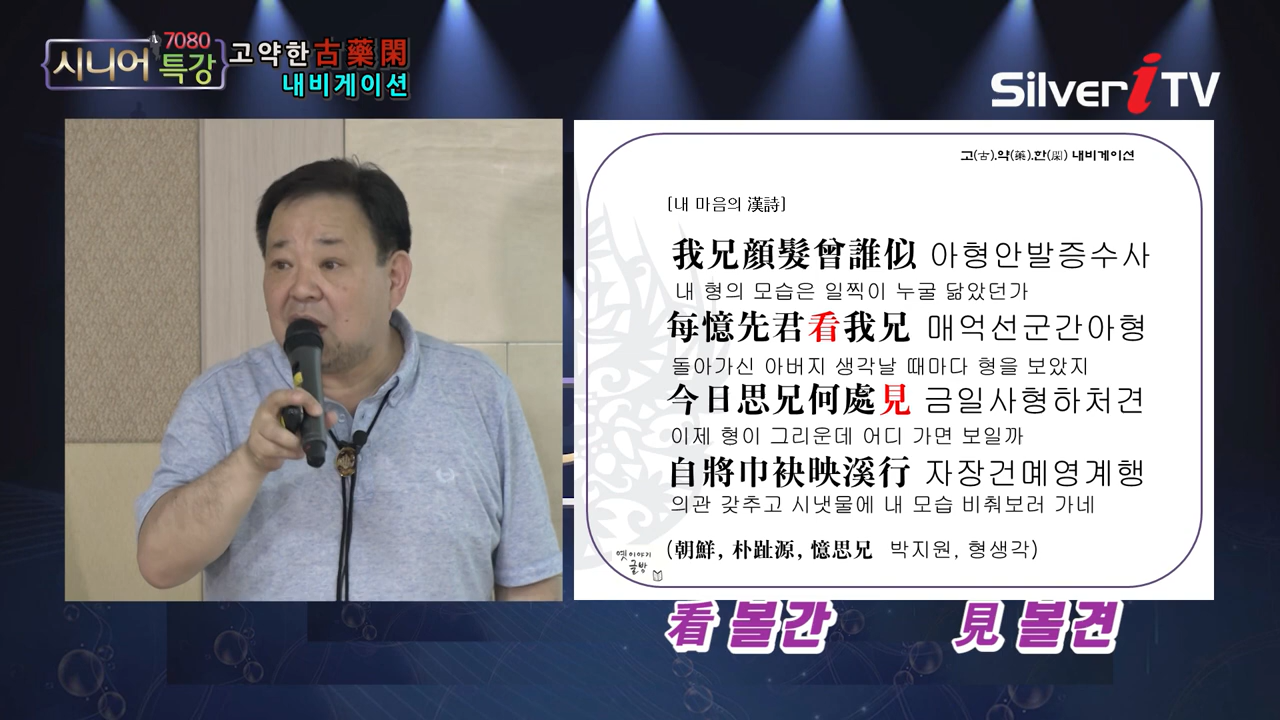 시니어 7080 특강
고약한古藥閑
내비게이션
Silver i TV
고(古).약(藥).한(閑) 내비게이션
[내 마음의 漢詩]
我兄顔髮曾誰似 아형안발증수사
내 형의 모습은 일찍이 누굴 닮았던가
每憶先君看我兄 매억선군간아형
돌아가신 아버지 생각날 때마다 형을 보았지
今日思兄何處見 금일사형하처견
이제 형이 그리운데 어디 가면 보일까
自將巾袂映溪行 자장건몌영계행
의관 갖추고 시냇물에 내 모습 비춰보러 가네
(朝鮮, 朴趾源, 憶思兄 박지원, 형생각)
옛이야기
글방
看 볼간 見 볼견